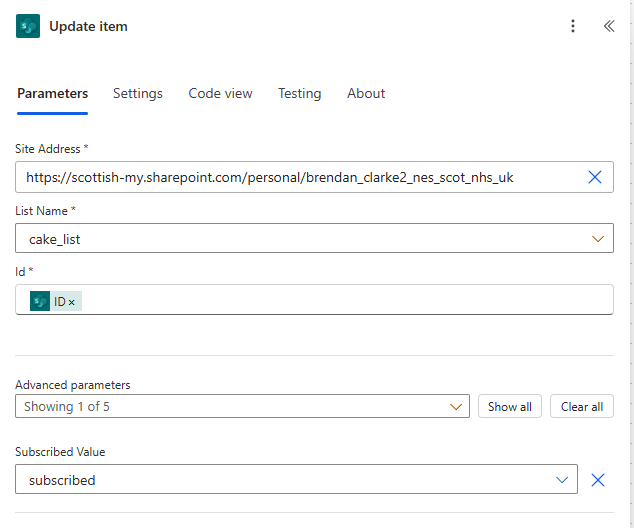 Update item
Parameters Settings Code view Testing About
Site Address *
https://scottish-my.sharepoint.com/personal/brendan_clarke2_nes_scot_nhs_uk
List Name *
cake_list
Id *
ID ×
Advanced parameters
Showing 1 of 5 Show all Clear all
Subscribed Value
subscribed